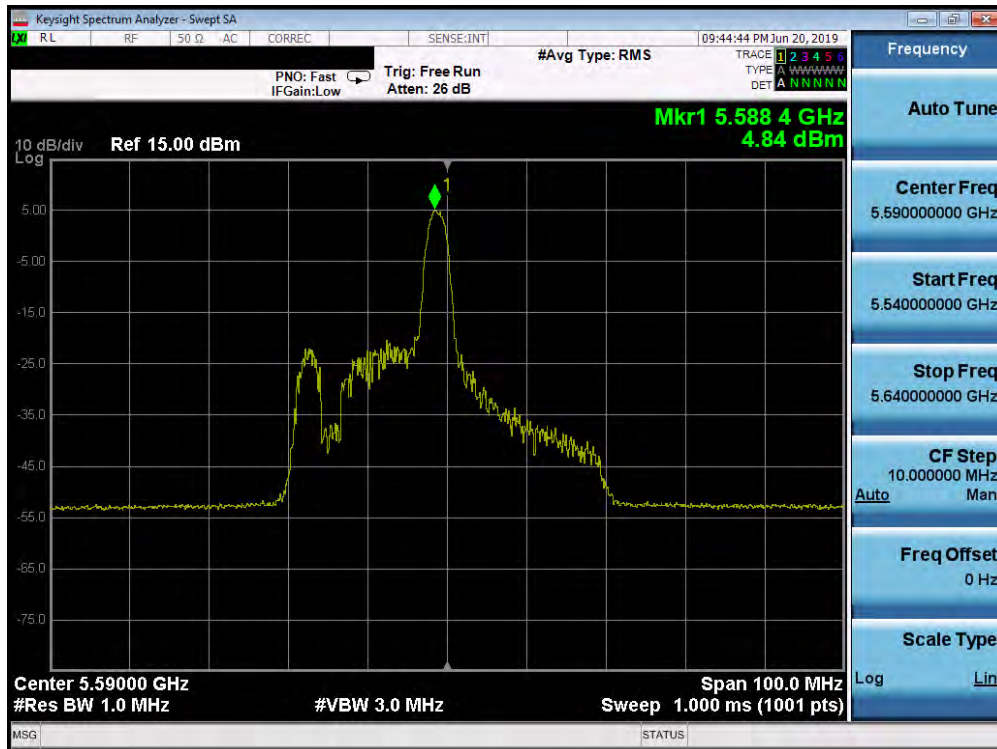 Keysight Spectrum Analyzer - Swept SA
LXI RL RF 50 Ω AC CORREC SENSE:INT 09:44:44 PM Jun 20, 2019
#Avg Type: RMS TRACE 1 2 3 4 5 6
PNO: Fast Trig: Free Run TYPE A WWWWW
IFGain:Low Atten: 26 dB DET A N N N N N
Mkr1 5.588 4 GHz
4.84 dBm
10 dB/div Ref 15.00 dBm
Log
1
5.00
-5.00
-15.0
-25.0
-35.0
-45.0
-55.0
-65.0
-75.0
Center 5.59000 GHz Span 100.0 MHz
#Res BW 1.0 MHz #VBW 3.0 MHz Sweep 1.000 ms (1001 pts)
MSG STATUS
Frequency
Auto Tune
Center Freq
5.590000000 GHz
Start Freq
5.540000000 GHz
Stop Freq
5.640000000 GHz
CF Step
10.000000 MHz
Auto Man
Freq Offset
0 Hz
Scale Type
Log Lin